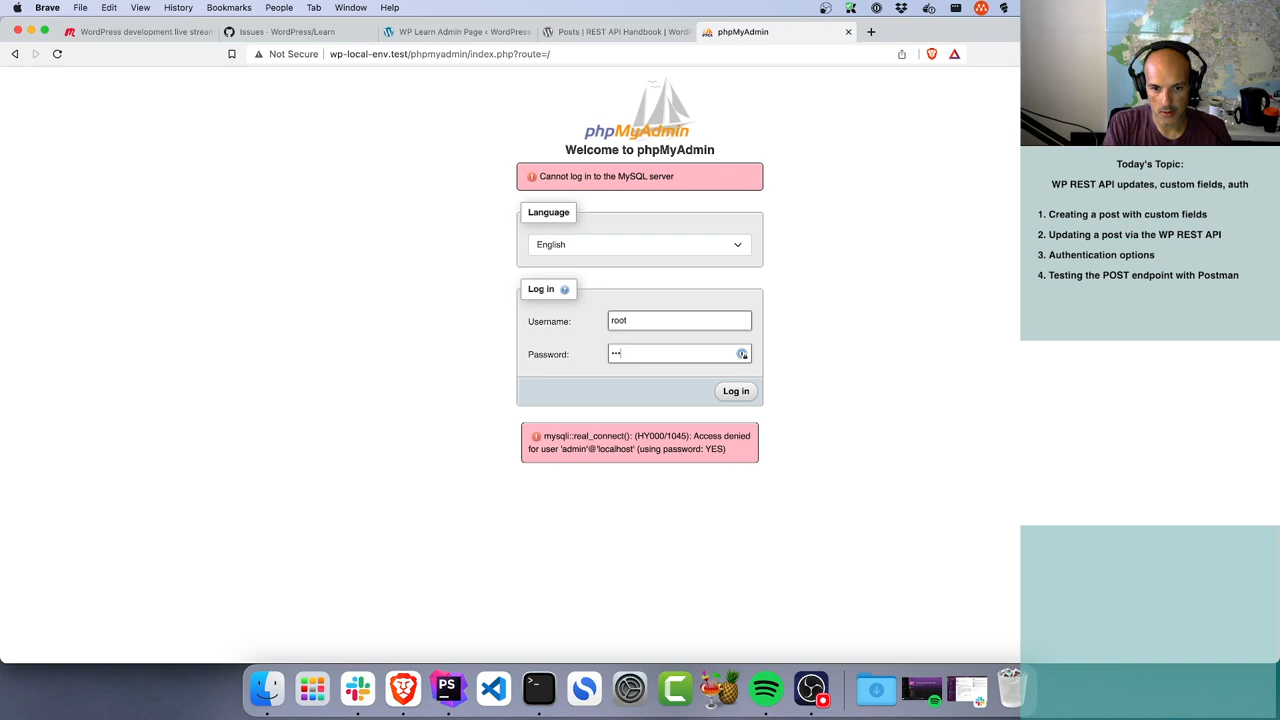 Brave File Edit View History Bookmarks People Tab Window Help
WordPress development live strean
Issues · WordPress/Learn
WP Learn Admin Page ‹ WordPress
Posts | REST API Handbook | WordP
phpMyAdmin
Not Secure
wp-local-env.test/phpmyadmin/index.php?route=/
phpMyAdmin
Welcome to phpMyAdmin
Cannot log in to the MySQL server
Language
English
Log in
Username:
root
Password:
•••
Log in
mysqli::real_connect(): (HY000/1045): Access denied
for user 'admin'@'localhost' (using password: YES)
Today's Topic:
WP REST API updates, custom fields, auth
1. Creating a post with custom fields
2. Updating a post via the WP REST API
3. Authentication options
4. Testing the POST endpoint with Postman
PS